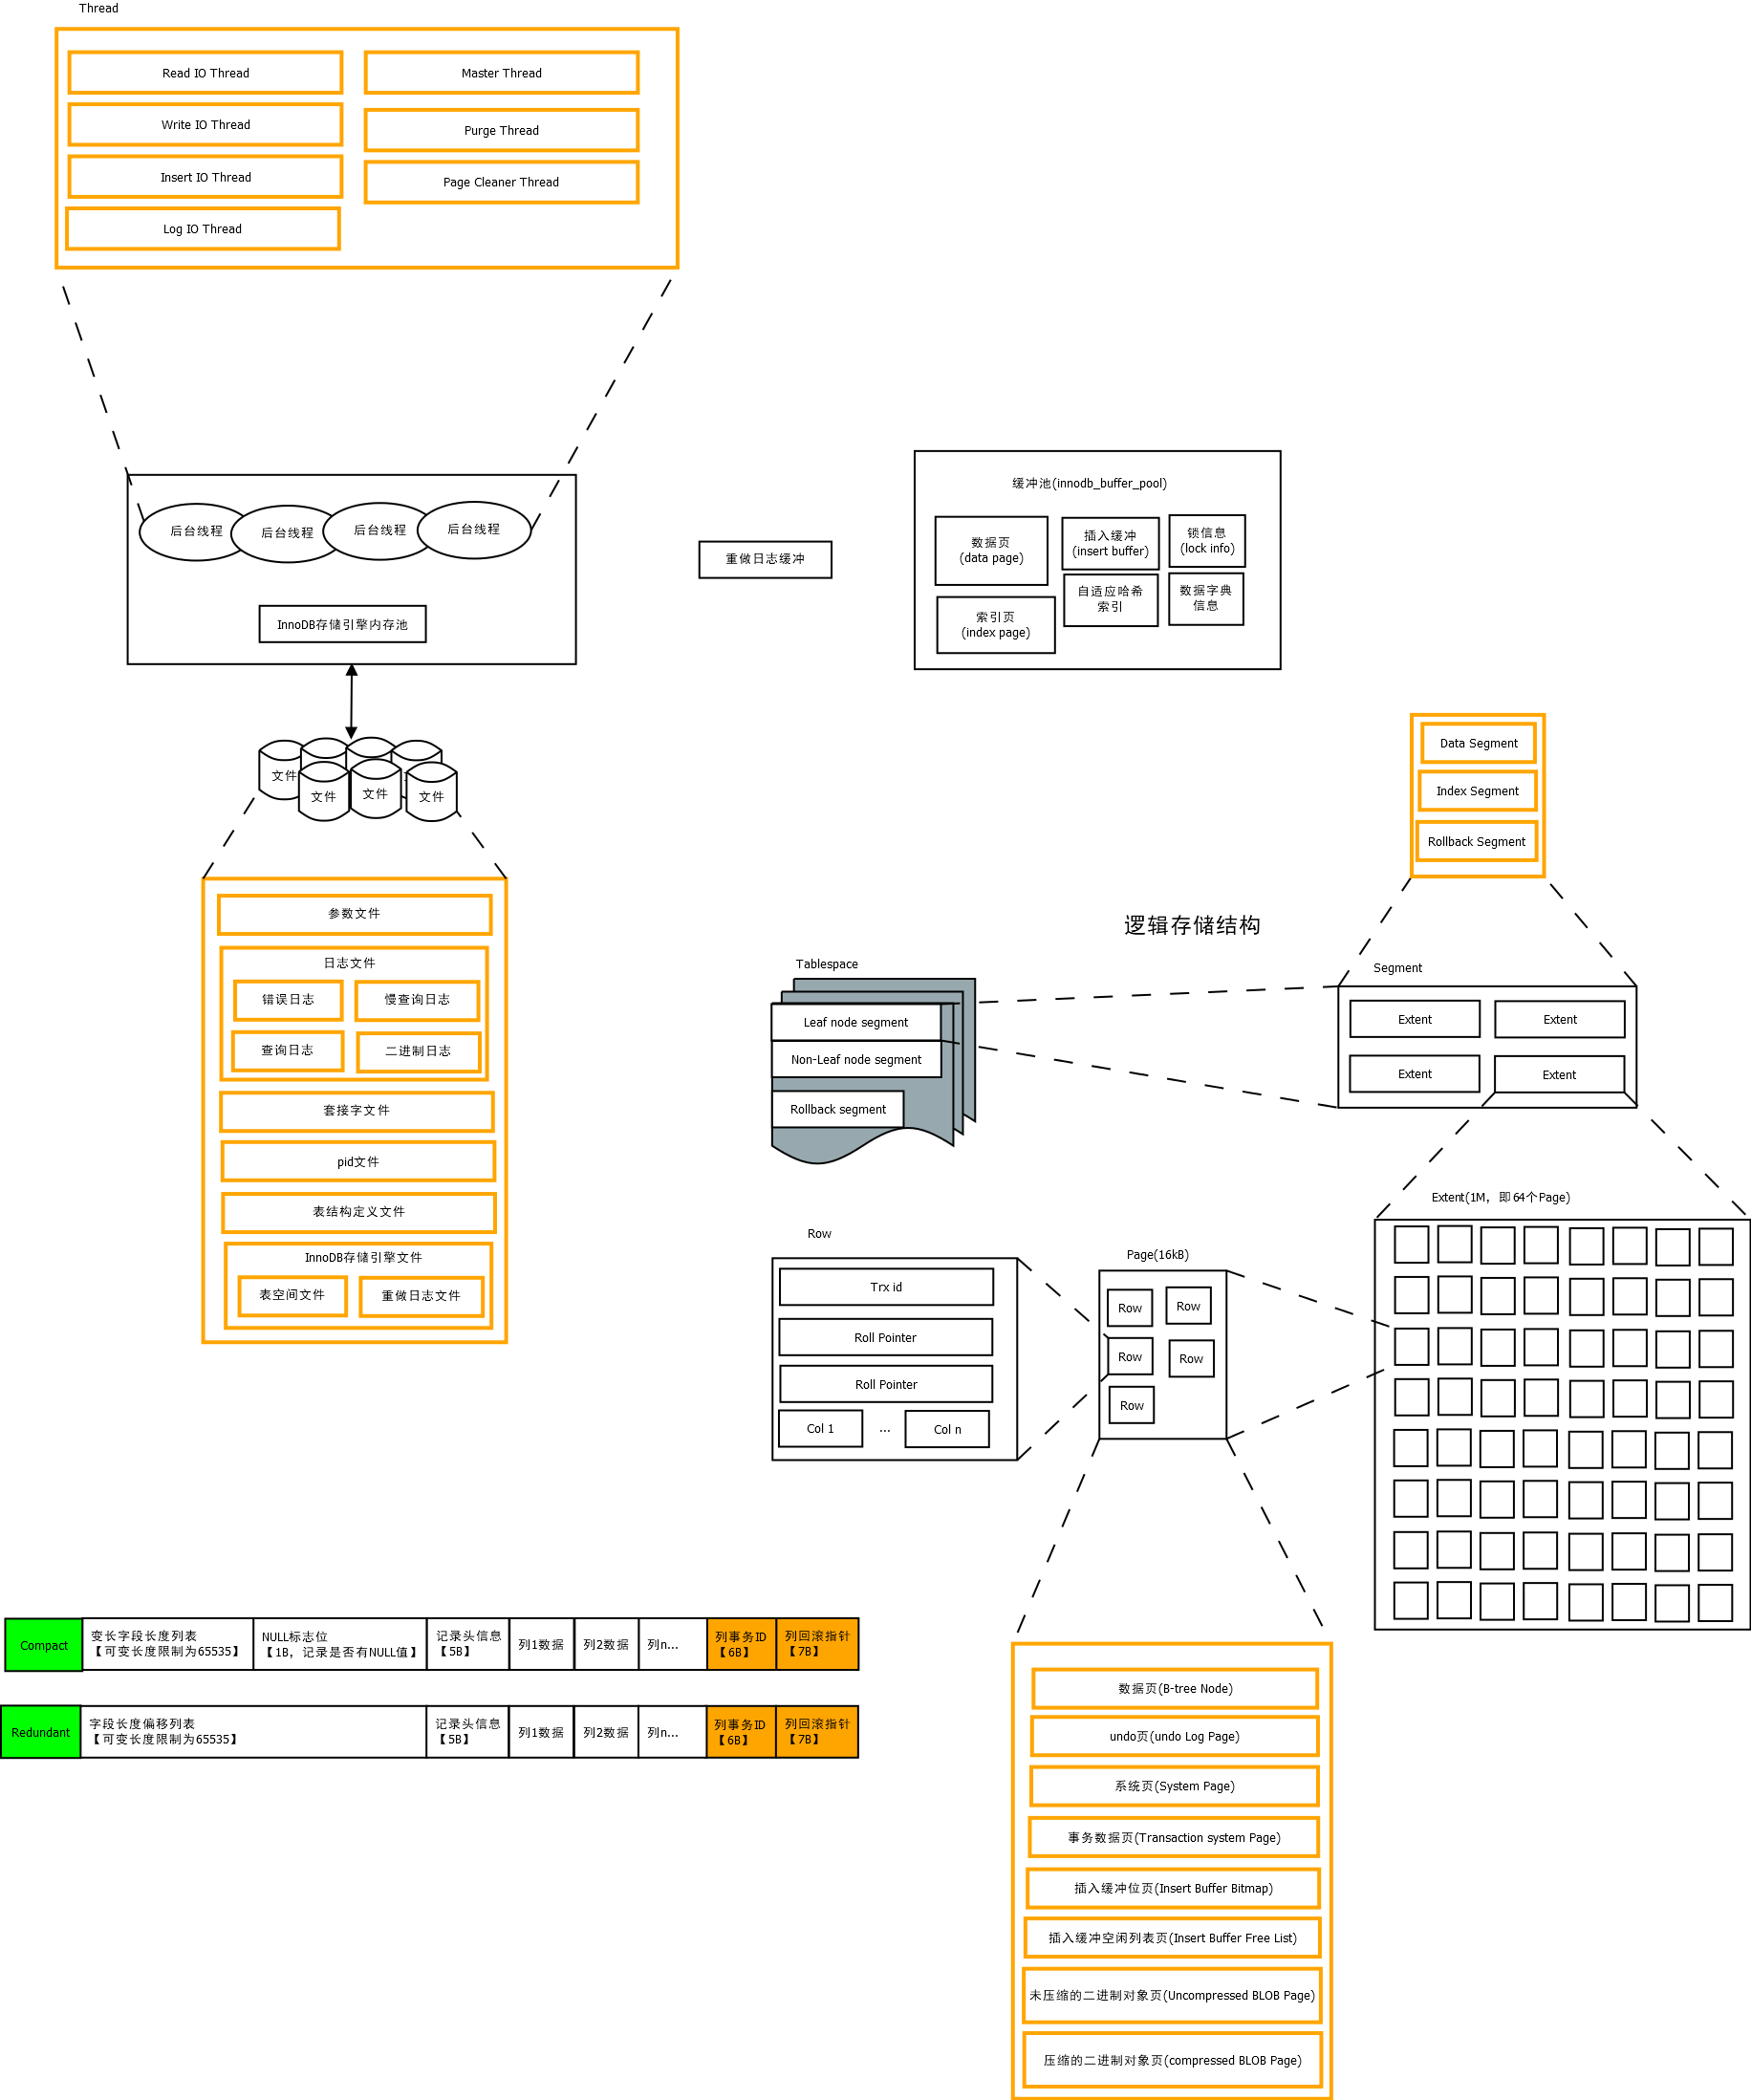 Thread
Read IO Thread
Master Thread
Write IO Thread
Purge Thread
Insert IO Thread
Page Cleaner Thread
Log IO Thread
后台线程
后台线程
后台线程
后台线程
InnoDB存储引擎内存池
重做日志缓冲
缓冲池(innodb_buffer_pool)
数据页
(data page)
插入缓冲
(insert buffer)
锁信息
(lock info)
索引页
(index page)
自适应哈希
索引
数据字典
信息
文件
文件
文件
文件
参数文件
日志文件
错误日志
慢查询日志
查询日志
二进制日志
套接字文件
pid文件
表结构定义文件
InnoDB存储引擎文件
表空间文件
重做日志文件
Data Segment
Index Segment
Rollback Segment
逻辑存储结构
Tablespace
Leaf node segment
Non-Leaf node segment
Rollback segment
Segment
Extent
Extent
Extent
Extent
Extent(1M，即64个Page)
Row
Trx id
Roll Pointer
Roll Pointer
Col 1
...
Col n
Page(16kB)
Row
Row
Row
Row
Row
Compact
变长字段长度列表
【可变长度限制为65535】
NULL标志位
【1B，记录是否有NULL值】
记录头信息
【5B】
列1数据
列2数据
列n...
列事务ID
【6B】
列回滚指针
【7B】
Redundant
字段长度偏移列表
【可变长度限制为65535】
记录头信息
【5B】
列1数据
列2数据
列n...
列事务ID
【6B】
列回滚指针
【7B】
数据页(B-tree Node)
undo页(undo Log Page)
系统页(System Page)
事务数据页(Transaction system Page)
插入缓冲位页(Insert Buffer Bitmap)
插入缓冲空闲列表页(Insert Buffer Free List)
未压缩的二进制对象页(Uncompressed BLOB Page)
压缩的二进制对象页(compressed BLOB Page)